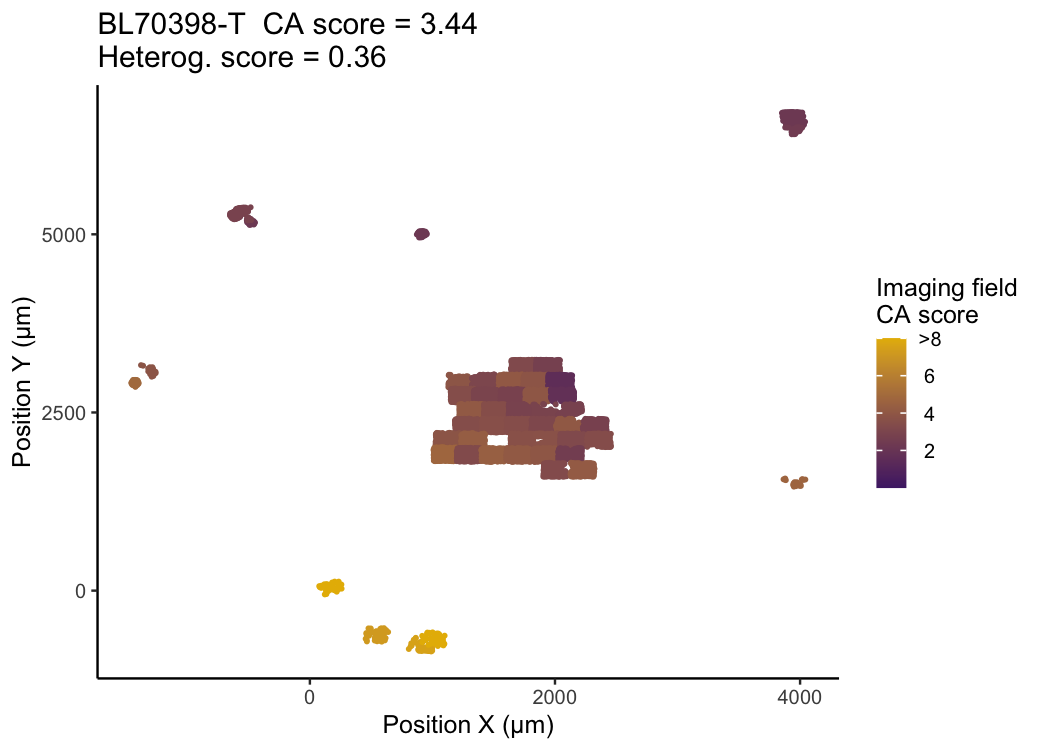 BL70398-T  CA score = 3.44
Heterog. score = 0.36
Position Y (µm)
5000
2500
0
0
2000
4000
Position X (µm)
Imaging field
CA score
>8
6
4
2